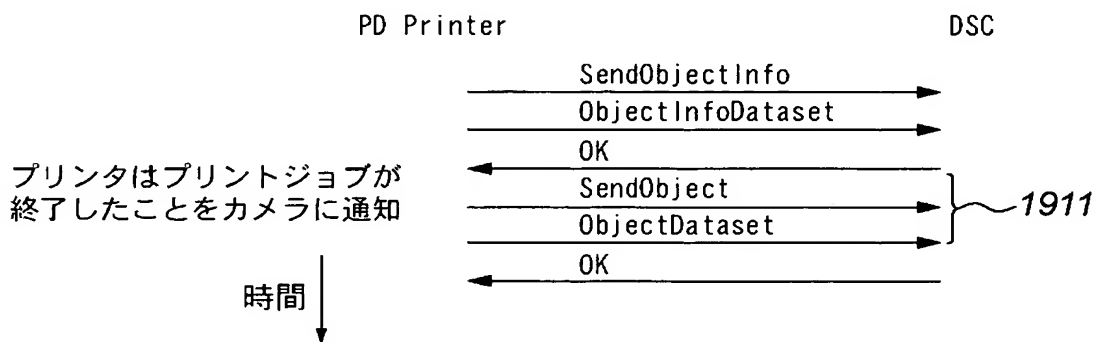 PD Printer
DSC
SendObjectInfo
ObjectInfoDataset
OK
プリンタはプリントジョブが
終了したことをカメラに通知
SendObject
ObjectDataset
1911
OK
時間